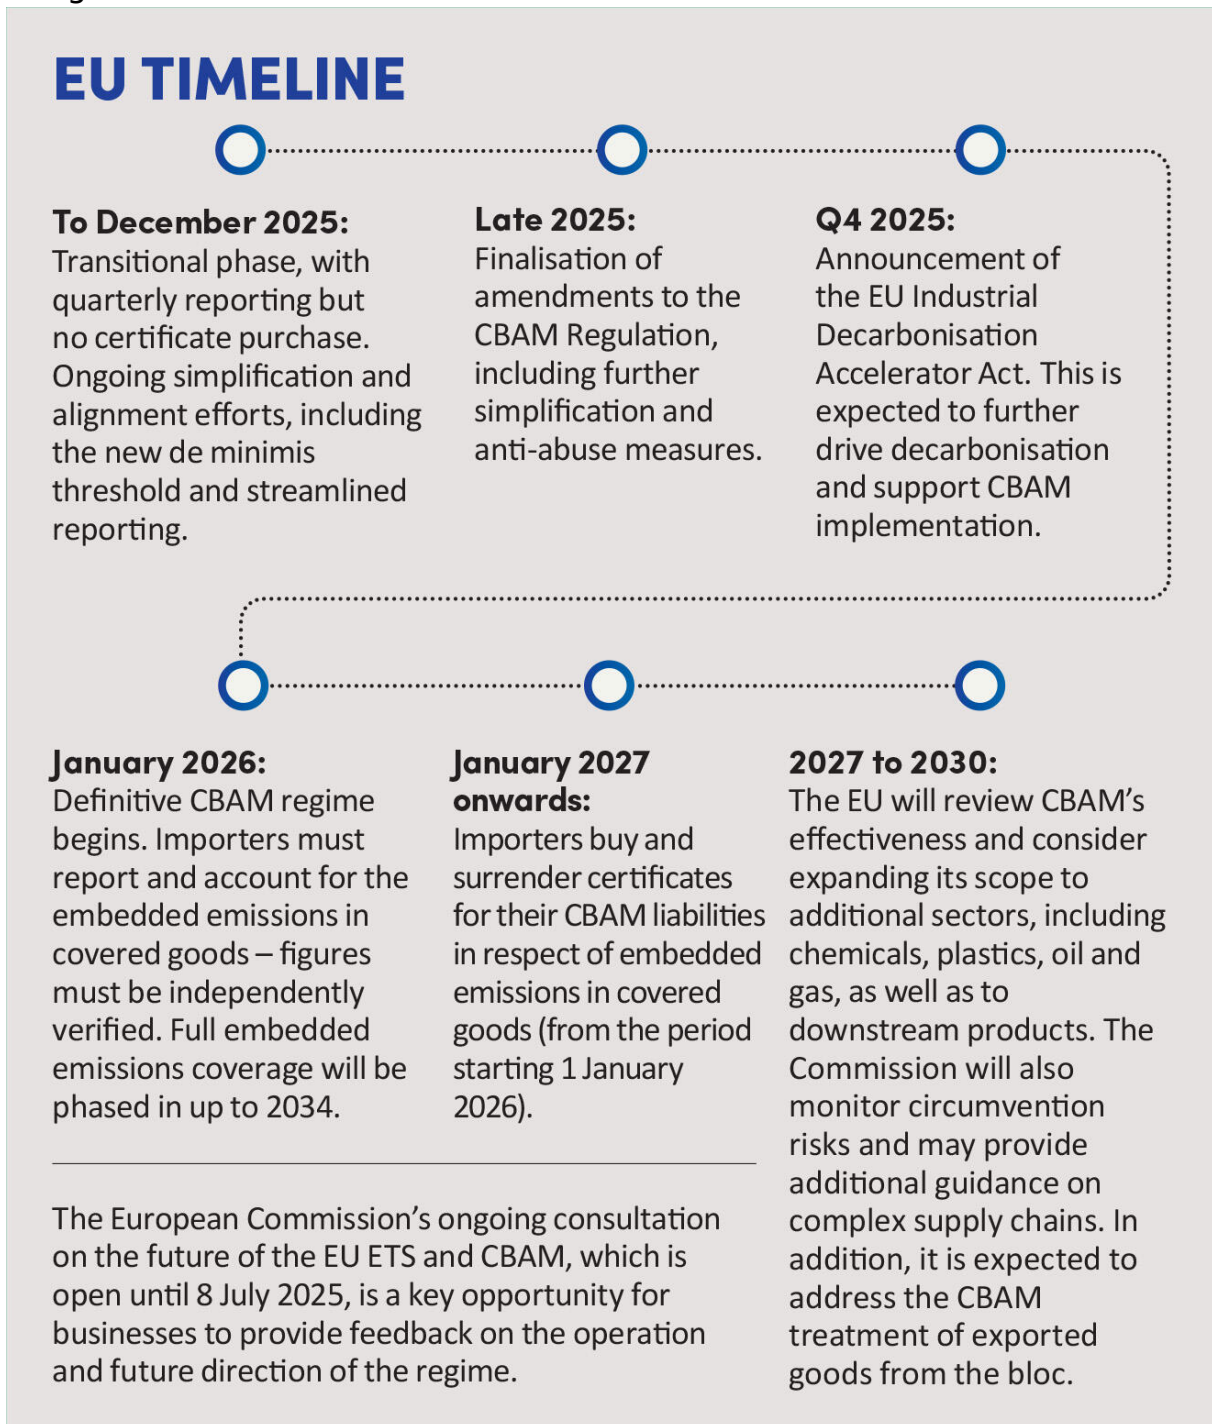 EU TIMELINE
To December 2025:
Transitional phase, with
quarterly reporting but
no certificate purchase.
Ongoing simplification and
alignment efforts, including
the new de minimis
threshold and streamlined
reporting.
Late 2025:
Finalisation of
amendments to the
CBAM Regulation,
including further
simplification and
anti-abuse measures.
Q4 2025:
Announcement of
the EU Industrial
Decarbonisation
Accelerator Act. This is
expected to further
drive decarbonisation
and support CBAM
implementation.
January 2026:
Definitive CBAM regime
begins. Importers must
report and account for the
embedded emissions in
covered goods – figures
must be independently
verified. Full embedded
emissions coverage will be
phased in up to 2034.
January 2027
onwards:
Importers buy and
surrender certificates
for their CBAM liabilities
in respect of embedded
emissions in covered
goods (from the period
starting 1 January
2026).
2027 to 2030:
The EU will review CBAM’s
effectiveness and consider
expanding its scope to
additional sectors, including
chemicals, plastics, oil and
gas, as well as to
downstream products. The
Commission will also
monitor circumvention
risks and may provide
additional guidance on
complex supply chains. In
addition, it is expected to
address the CBAM
treatment of exported
goods from the bloc.
The European Commission’s ongoing consultation
on the future of the EU ETS and CBAM, which is
open until 8 July 2025, is a key opportunity for
businesses to provide feedback on the operation
and future direction of the regime.